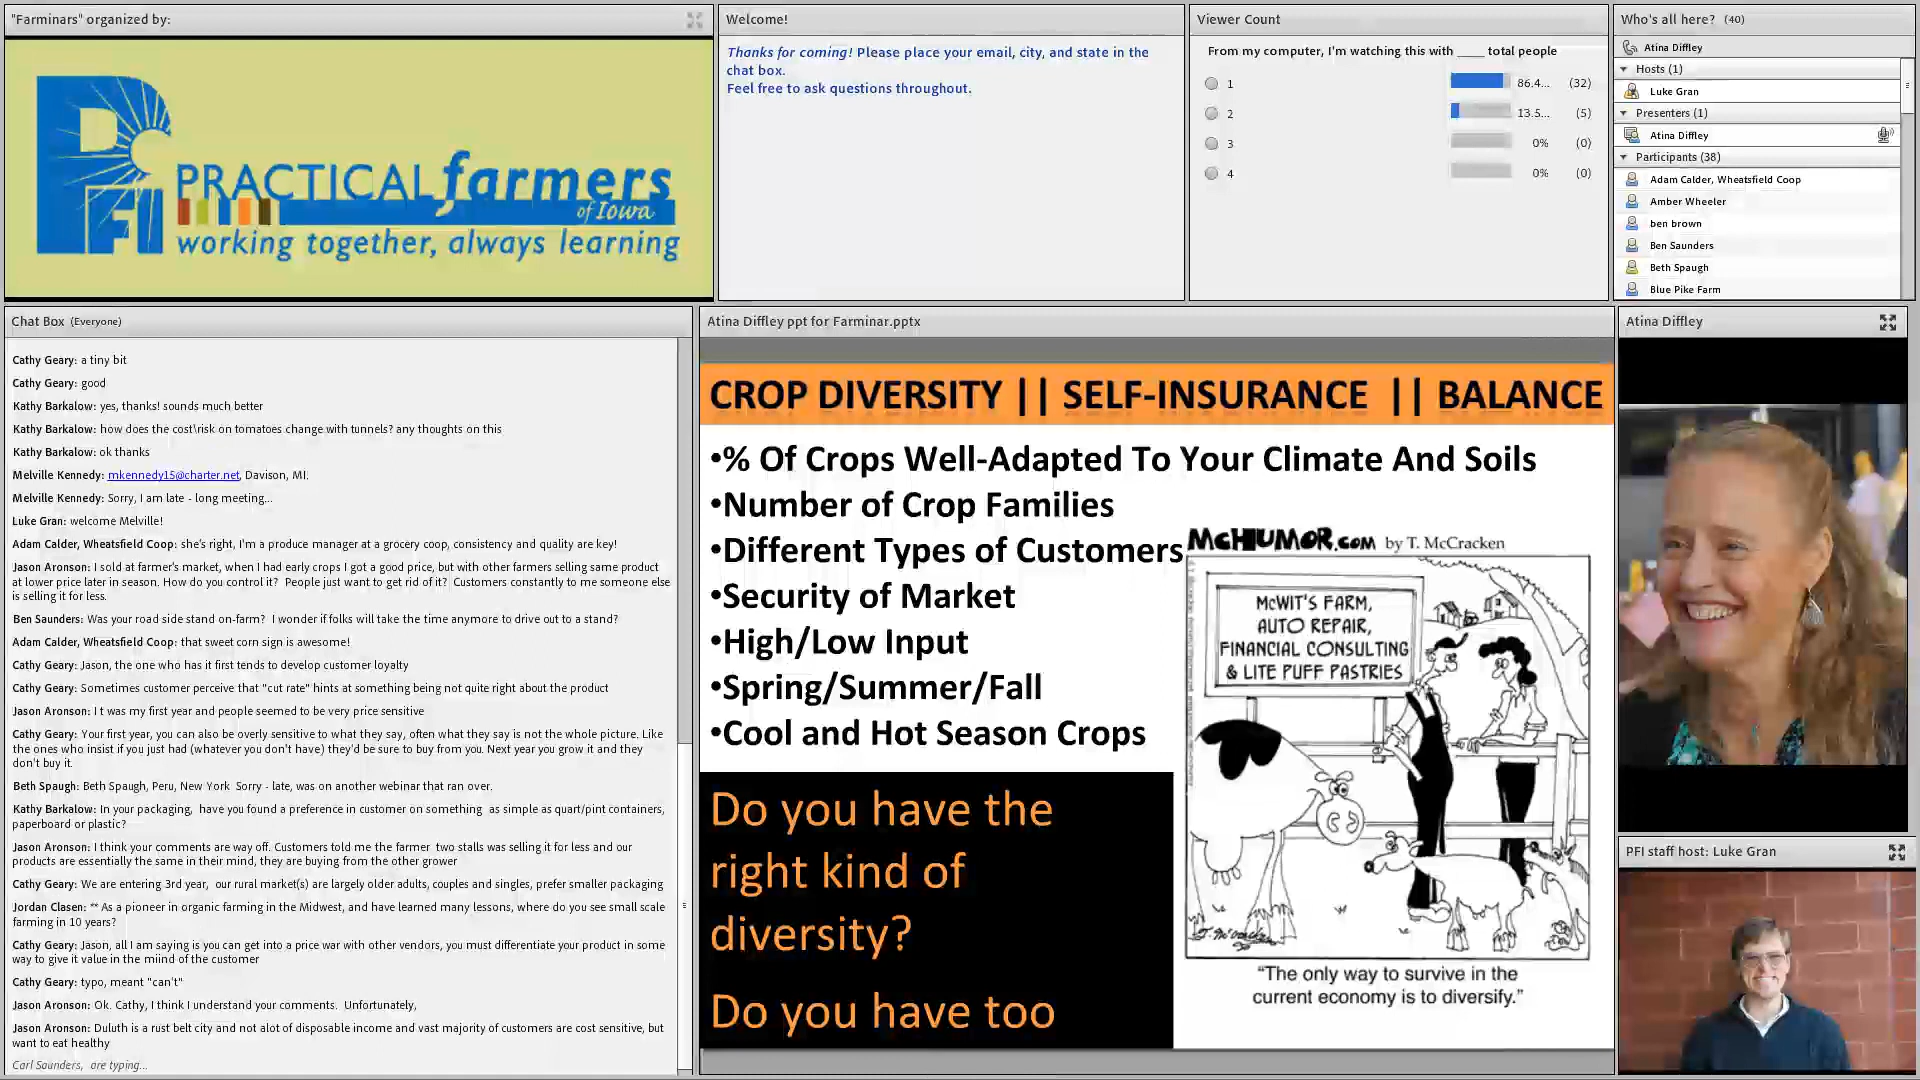 "Farminars" organized by:
PFI
PRACTICAL farmers
of Iowa
working together, always learning
Welcome!
Thanks for coming! Please place your email, city, and state in the
chat box.
Feel free to ask questions throughout.
Viewer Count
From my computer, I'm watching this with ____ total people
1 86.4... (32)
2 13.5... (5)
3 0% (0)
4 0% (0)
Who's all here? (40)
Atina Diffley
Hosts (1)
Luke Gran
Presenters (1)
Atina Diffley
Participants (38)
Adam Calder, Wheatsfield Coop
Amber Wheeler
ben brown
Ben Saunders
Beth Spaugh
Blue Pike Farm
Chat Box (Everyone)
Cathy Geary: a tiny bit
Cathy Geary: good
Kathy Barkalow: yes, thanks! sounds much better
Kathy Barkalow: how does the cost\risk on tomatoes change with tunnels? any thoughts on this
Kathy Barkalow: ok thanks
Melville Kennedy: mkennedy15@charter.net, Davison, MI.
Melville Kennedy: Sorry, I am late - long meeting...
Luke Gran: welcome Melville!
Adam Calder, Wheatsfield Coop: she's right, I'm a produce manager at a grocery coop, consistency and quality are key!
Jason Aronson: I sold at farmer's market, when I had early crops I got a good price, but with other farmers selling same product
at lower price later in season. How do you control it? People just want to get rid of it? Customers constantly to me someone else
is selling it for less.
Ben Saunders: Was your road side stand on-farm? I wonder if folks will take the time anymore to drive out to a stand?
Adam Calder, Wheatsfield Coop: that sweet corn sign is awesome!
Cathy Geary: Jason, the one who has it first tends to develop customer loyalty
Cathy Geary: Sometimes customer perceive that "cut rate" hints at something being not quite right about the product
Jason Aronson: I t was my first year and people seemed to be very price sensitive
Cathy Geary: Your first year, you can also be overly sensitive to what they say, often what they say is not the whole picture. Like
the ones who insist if you just had (whatever you don't have) they'd be sure to buy from you. Next year you grow it and they
don't buy it.
Beth Spaugh: Beth Spaugh, Peru, New York Sorry - late, was on another webinar that ran over.
Kathy Barkalow: In your packaging, have you found a preference in customer on something as simple as quart/pint containers,
paperboard or plastic?
Jason Aronson: I think your comments are way off. Customers told me the farmer two stalls was selling it for less and our
products are essentially the same in their mind, they are buying from the other grower
Cathy Geary: We are entering 3rd year, our rural market(s) are largely older adults, couples and singles, prefer smaller packaging
Jordan Clasen: ** As a pioneer in organic farming in the Midwest, and have learned many lessons, where do you see small scale
farming in 10 years?
Cathy Geary: Jason, all I am saying is you can get into a price war with other vendors, you must differentiate your product in some
way to give it value in the miind of the customer
Cathy Geary: typo, meant "can't"
Jason Aronson: Ok. Cathy, I think I understand your comments. Unfortunately,
Jason Aronson: Duluth is a rust belt city and not alot of disposable income and vast majority of customers are cost sensitive, but
want to eat healthy
Carl Saunders, are typing...
Atina Diffley ppt for Farminar.pptx
CROP DIVERSITY || SELF-INSURANCE || BALANCE
•% Of Crops Well-Adapted To Your Climate And Soils
•Number of Crop Families
•Different Types of Customers
•Security of Market
•High/Low Input
•Spring/Summer/Fall
•Cool and Hot Season Crops
Do you have the
right kind of
diversity?
Do you have too
McHUMOR.com by T. McCracken
McWIT'S FARM,
AUTO REPAIR,
FINANCIAL CONSULTING
& LITE PUFF PASTRIES
"The only way to survive in the
current economy is to diversify."
Atina Diffley
PFI staff host: Luke Gran